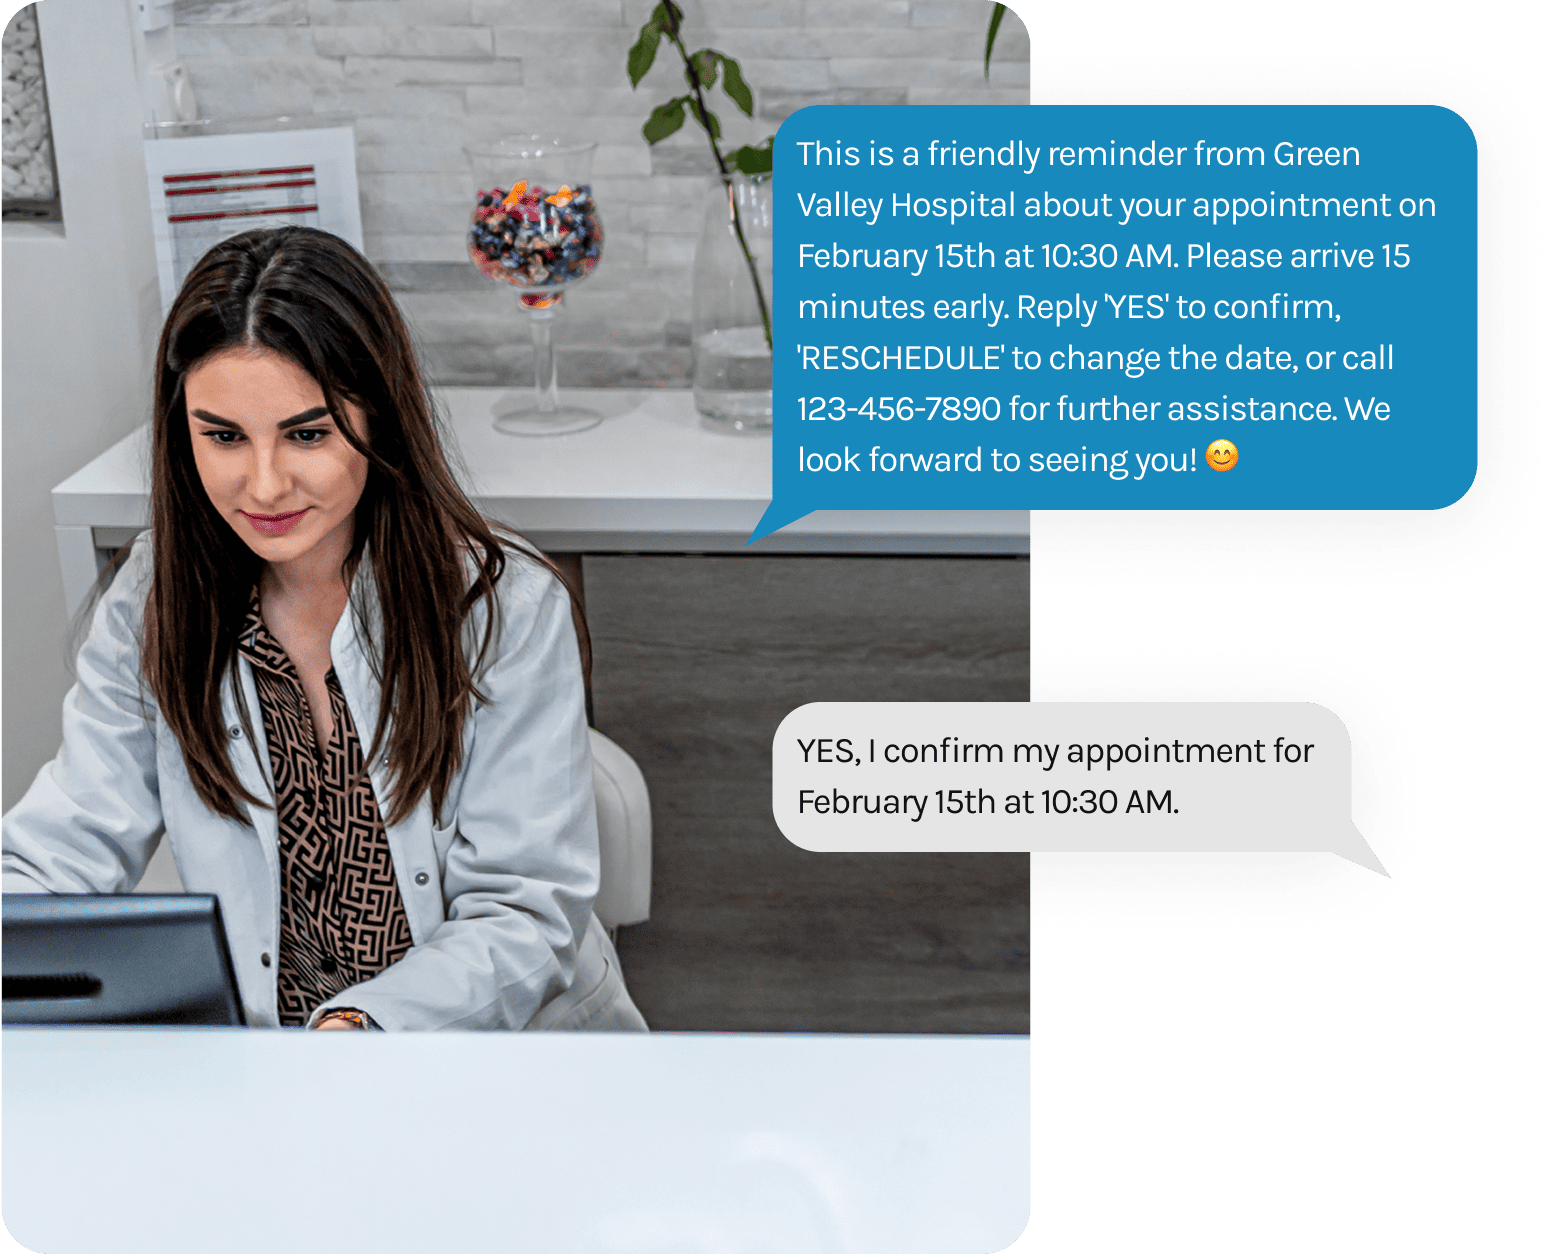 This is a friendly reminder from Green
Valley Hospital about your appointment on
February 15th at 10:30 AM. Please arrive 15
minutes early. Reply 'YES' to confirm,
'RESCHEDULE' to change the date, or call
123-456-7890 for further assistance. We
look forward to seeing you! 😊
YES, I confirm my appointment for
February 15th at 10:30 AM.